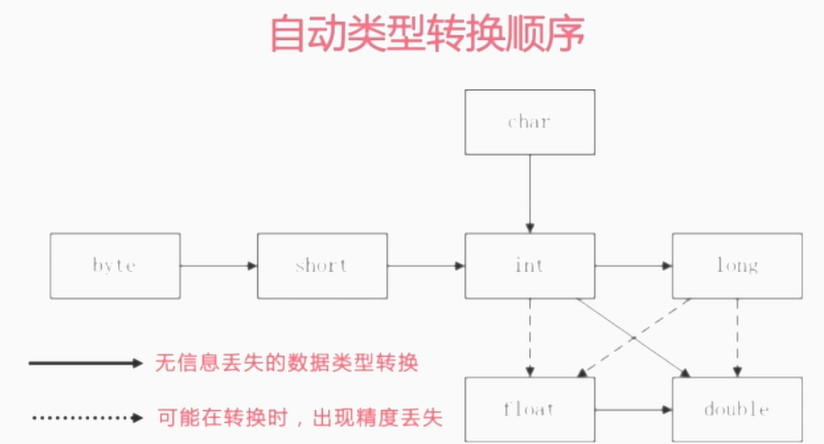 自动类型转换顺序
char
byte
short
int
long
无信息丢失的数据类型转换
float
double
可能在转换时，出现精度丢失